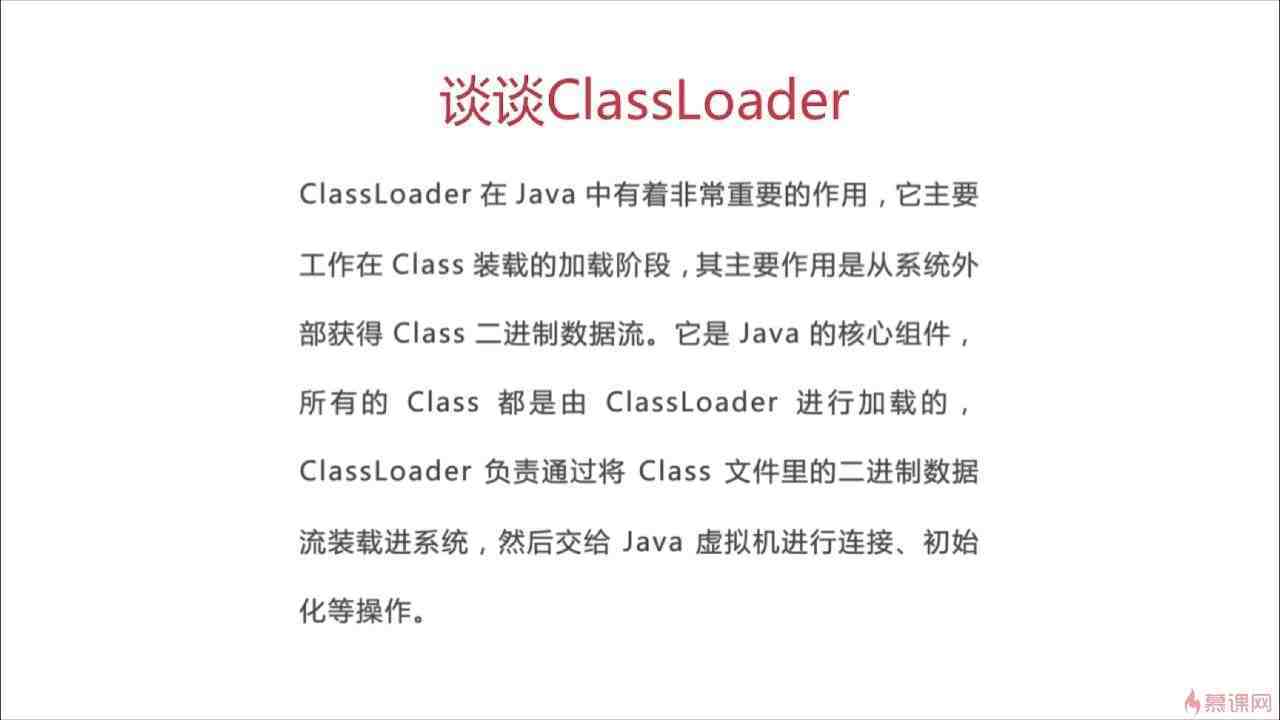 谈谈ClassLoader
ClassLoader 在 Java 中有着非常重要的作用，它主要
工作在 Class 装载的加载阶段，其主要作用是从系统外
部获得 Class 二进制数据流。它是 Java 的核心组件，
所有的 Class 都是由 ClassLoader 进行加载的，
ClassLoader 负责通过将 Class 文件里的二进制数据
流装载进系统，然后交给 Java 虚拟机进行连接、初始
化等操作。
慕课网